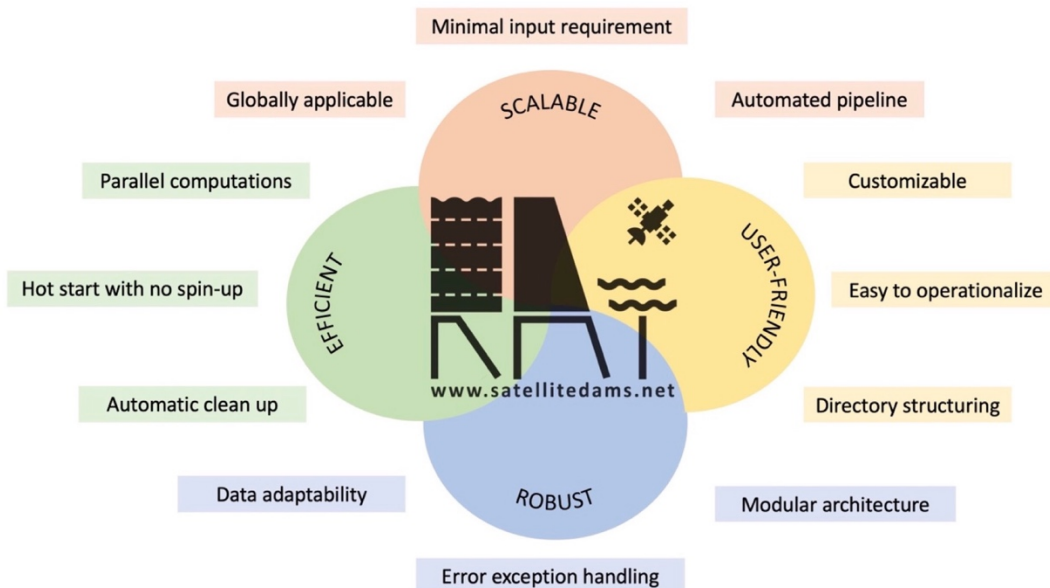 Minimal input requirement
Globally applicable
Automated pipeline
SCALABLE
Parallel computations
Customizable
EFFICIENT
USER-FRIENDLY
Hot start with no spin-up
Easy to operationalize
RAT
www.satellitedams.net
Automatic clean up
Directory structuring
Data adaptability
Modular architecture
ROBUST
Error exception handling